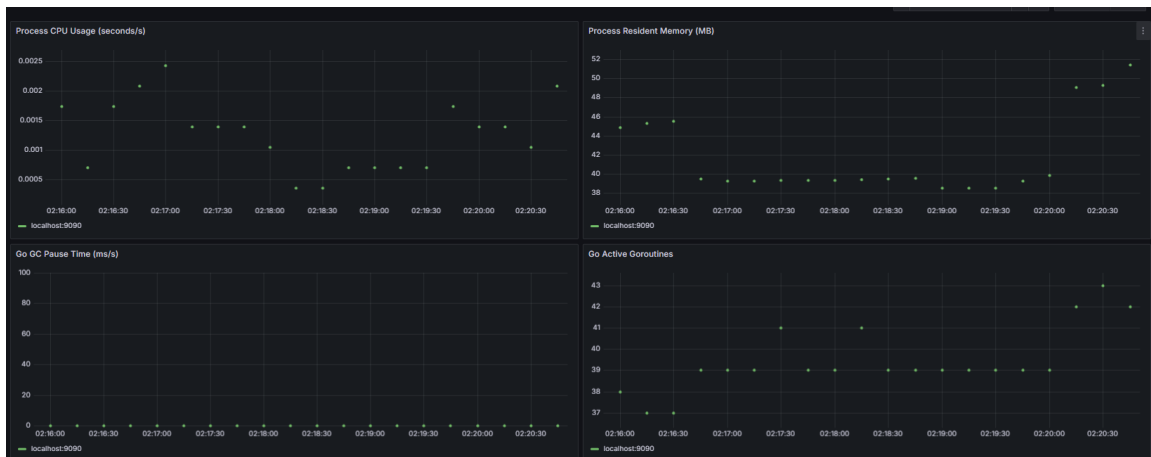 Process CPU Usage (seconds/s)
0.0025
0.002
0.0015
0.001
0.0005
02:16:00 02:16:30 02:17:00 02:17:30 02:18:00 02:18:30 02:19:00 02:19:30 02:20:00 02:20:30
localhost:9090
Process Resident Memory (MB)
52
50
48
46
44
42
40
38
02:16:00 02:16:30 02:17:00 02:17:30 02:18:00 02:18:30 02:19:00 02:19:30 02:20:00 02:20:30
localhost:9090
Go GC Pause Time (ms/s)
100
80
60
40
20
0
02:16:00 02:16:30 02:17:00 02:17:30 02:18:00 02:18:30 02:19:00 02:19:30 02:20:00 02:20:30
localhost:9090
Go Active Goroutines
43
42
41
40
39
38
37
02:16:00 02:16:30 02:17:00 02:17:30 02:18:00 02:18:30 02:19:00 02:19:30 02:20:00 02:20:30
localhost:9090